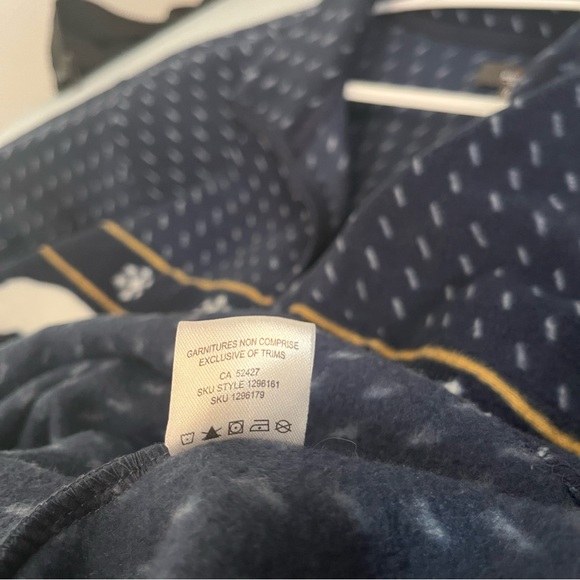 GARNITURES NON COMPRISE
EXCLUSIVE OF TRIMS
CA 52427
SKU STYLE 1296161
SKU 1296179